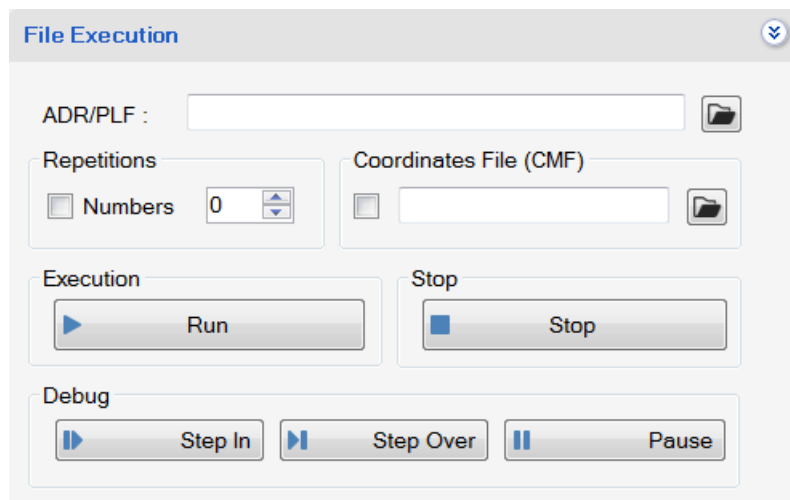 File Execution
ADR/PLF :
Repetitions
Coordinates File (CMF)
Numbers 0
Execution
Stop
Run
Stop
Debug
Step In
Step Over
Pause